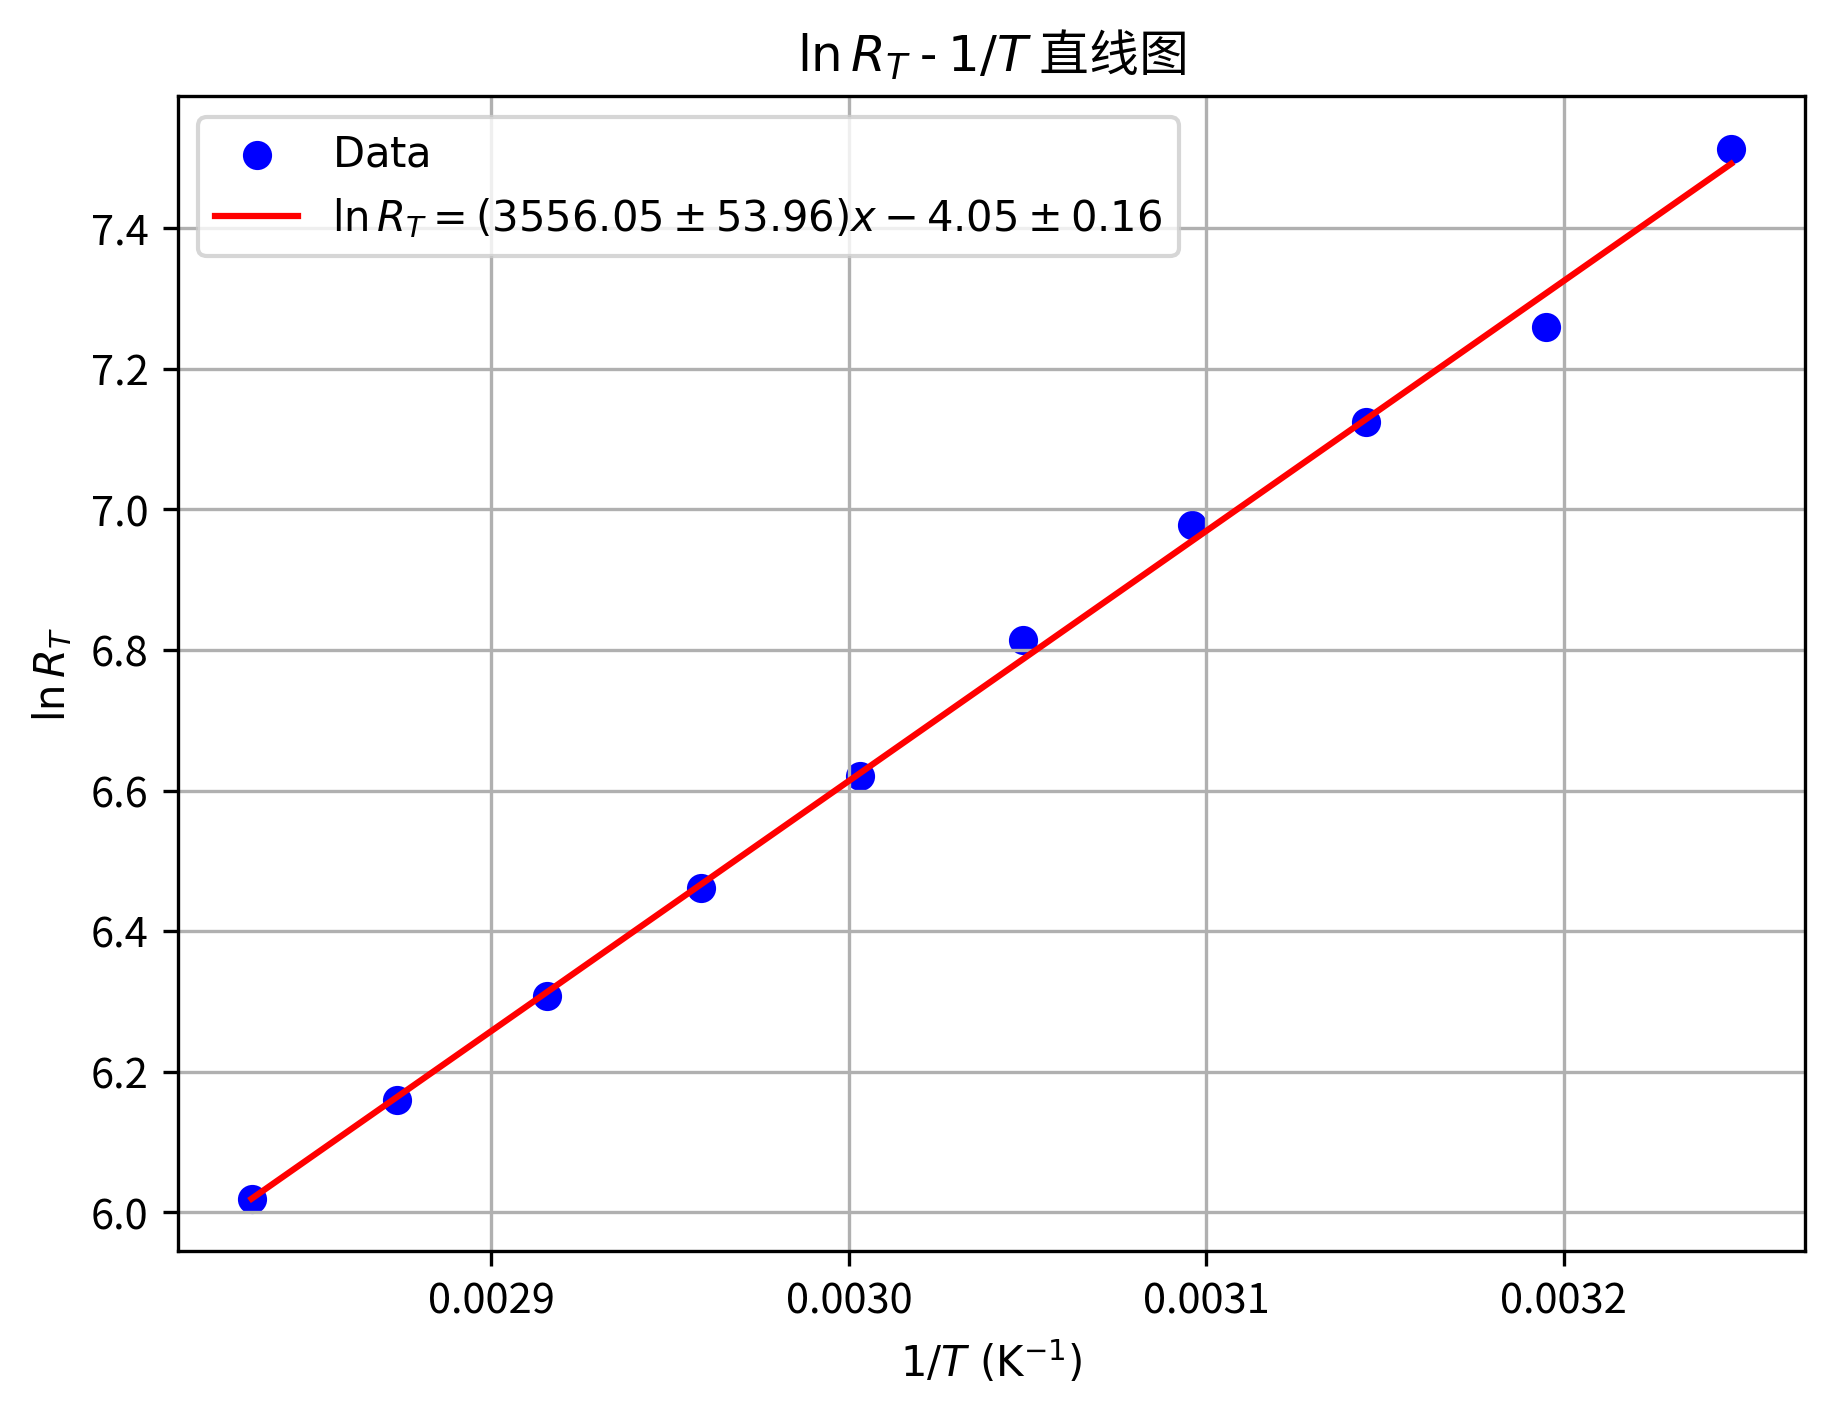 ln R_T - 1/T 直线图
Data
ln R_T = (3556.05 ± 53.96)x − 4.05 ± 0.16
7.4
7.2
7.0
6.8
6.6
6.4
6.2
6.0
ln R_T
0.0029 0.0030 0.0031 0.0032
1/T (K⁻¹)